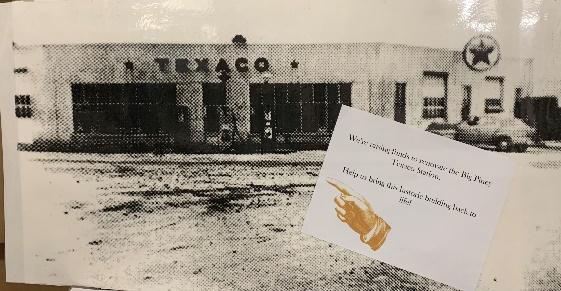 TEXACO
We're raising funds to renovate the Big Piney
Texaco Station.
Help us bring this historic building back to
life!